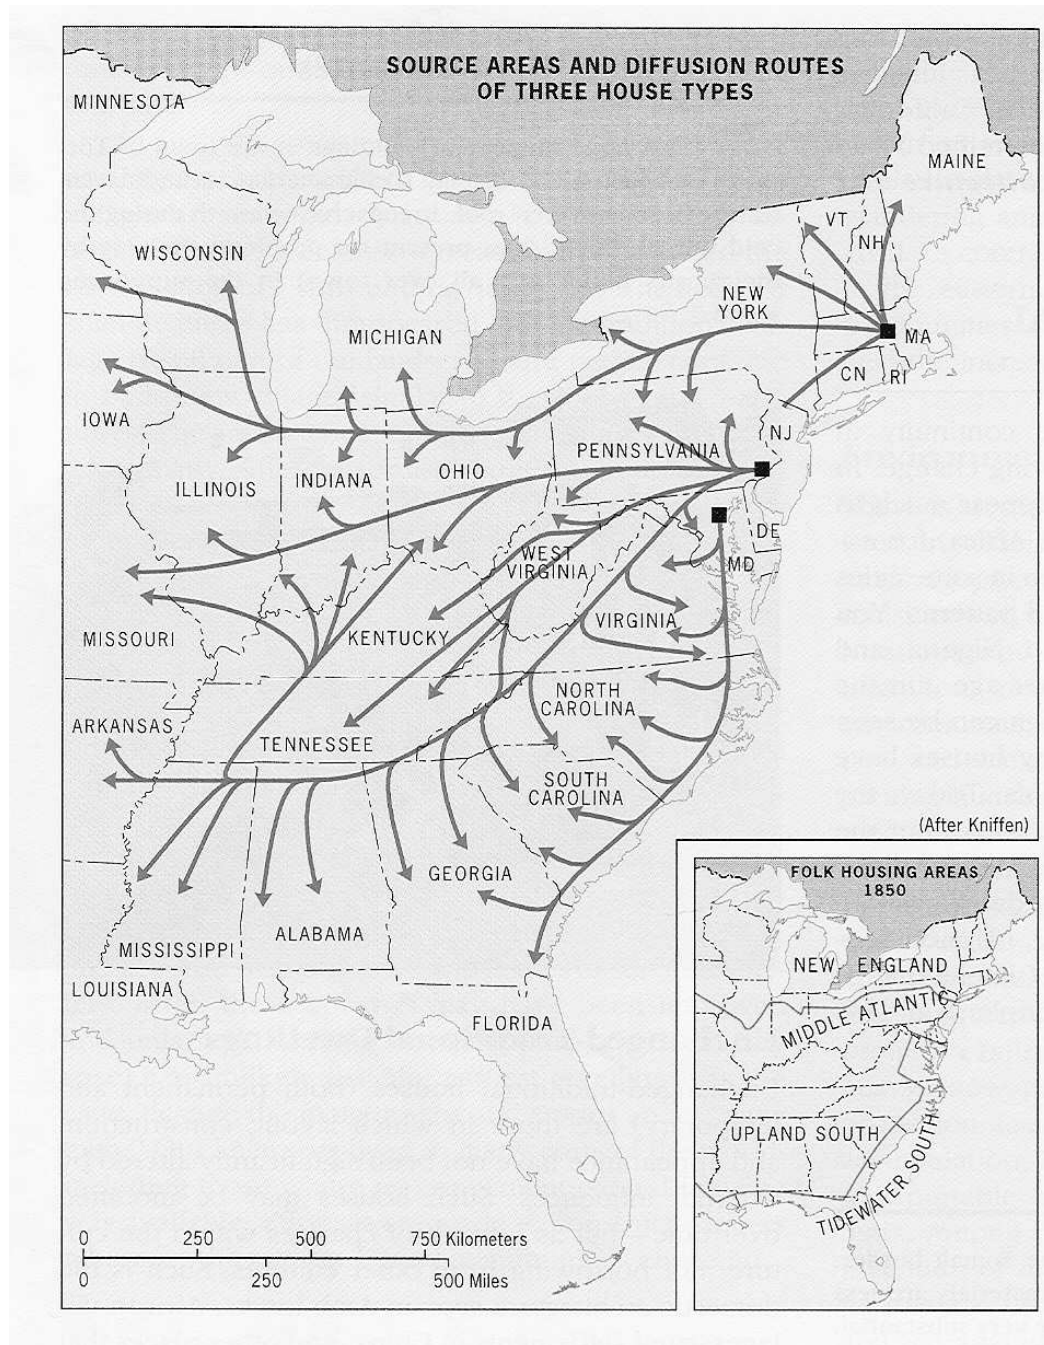 SOURCE AREAS AND DIFFUSION ROUTES
OF THREE HOUSE TYPES
MINNESOTA
MAINE
VT
NH
WISCONSIN
NEW
YORK
MICHIGAN
MA
CN
RI
IOWA
NJ
PENNSYLVANIA
OHIO
INDIANA
ILLINOIS
DE
WEST
VIRGINIA
MD
VIRGINIA
MISSOURI
KENTUCKY
NORTH
CAROLINA
ARKANSAS
TENNESSEE
SOUTH
CAROLINA
(After Kniffen)
GEORGIA
ALABAMA
MISSISSIPPI
LOUISIANA
FLORIDA
0 250 500 750 Kilometers
0 250 500 Miles
FOLK HOUSING AREAS
1850
NEW ENGLAND
MIDDLE ATLANTIC
UPLAND SOUTH
TIDEWATER SOUTH